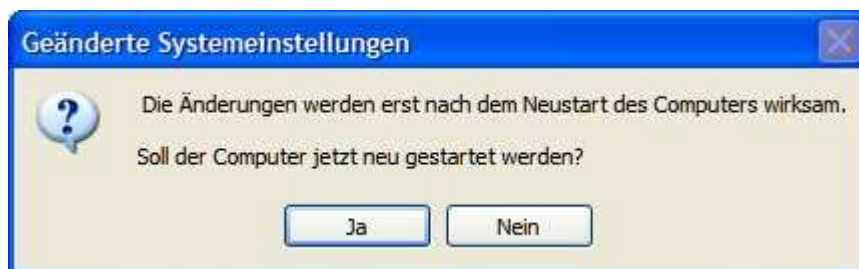 Geänderte Systemeinstellungen
Die Änderungen werden erst nach dem Neustart des Computers wirksam.
Soll der Computer jetzt neu gestartet werden?
Ja
Nein